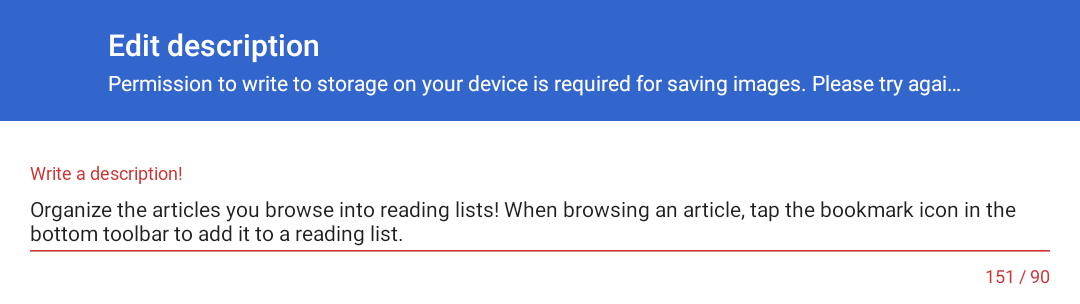 Edit description
Permission to write to storage on your device is required for saving images. Please try agai...
Write a description!
Organize the articles you browse into reading lists! When browsing an article, tap the bookmark icon in the
bottom toolbar to add it to a reading list.
151 / 90